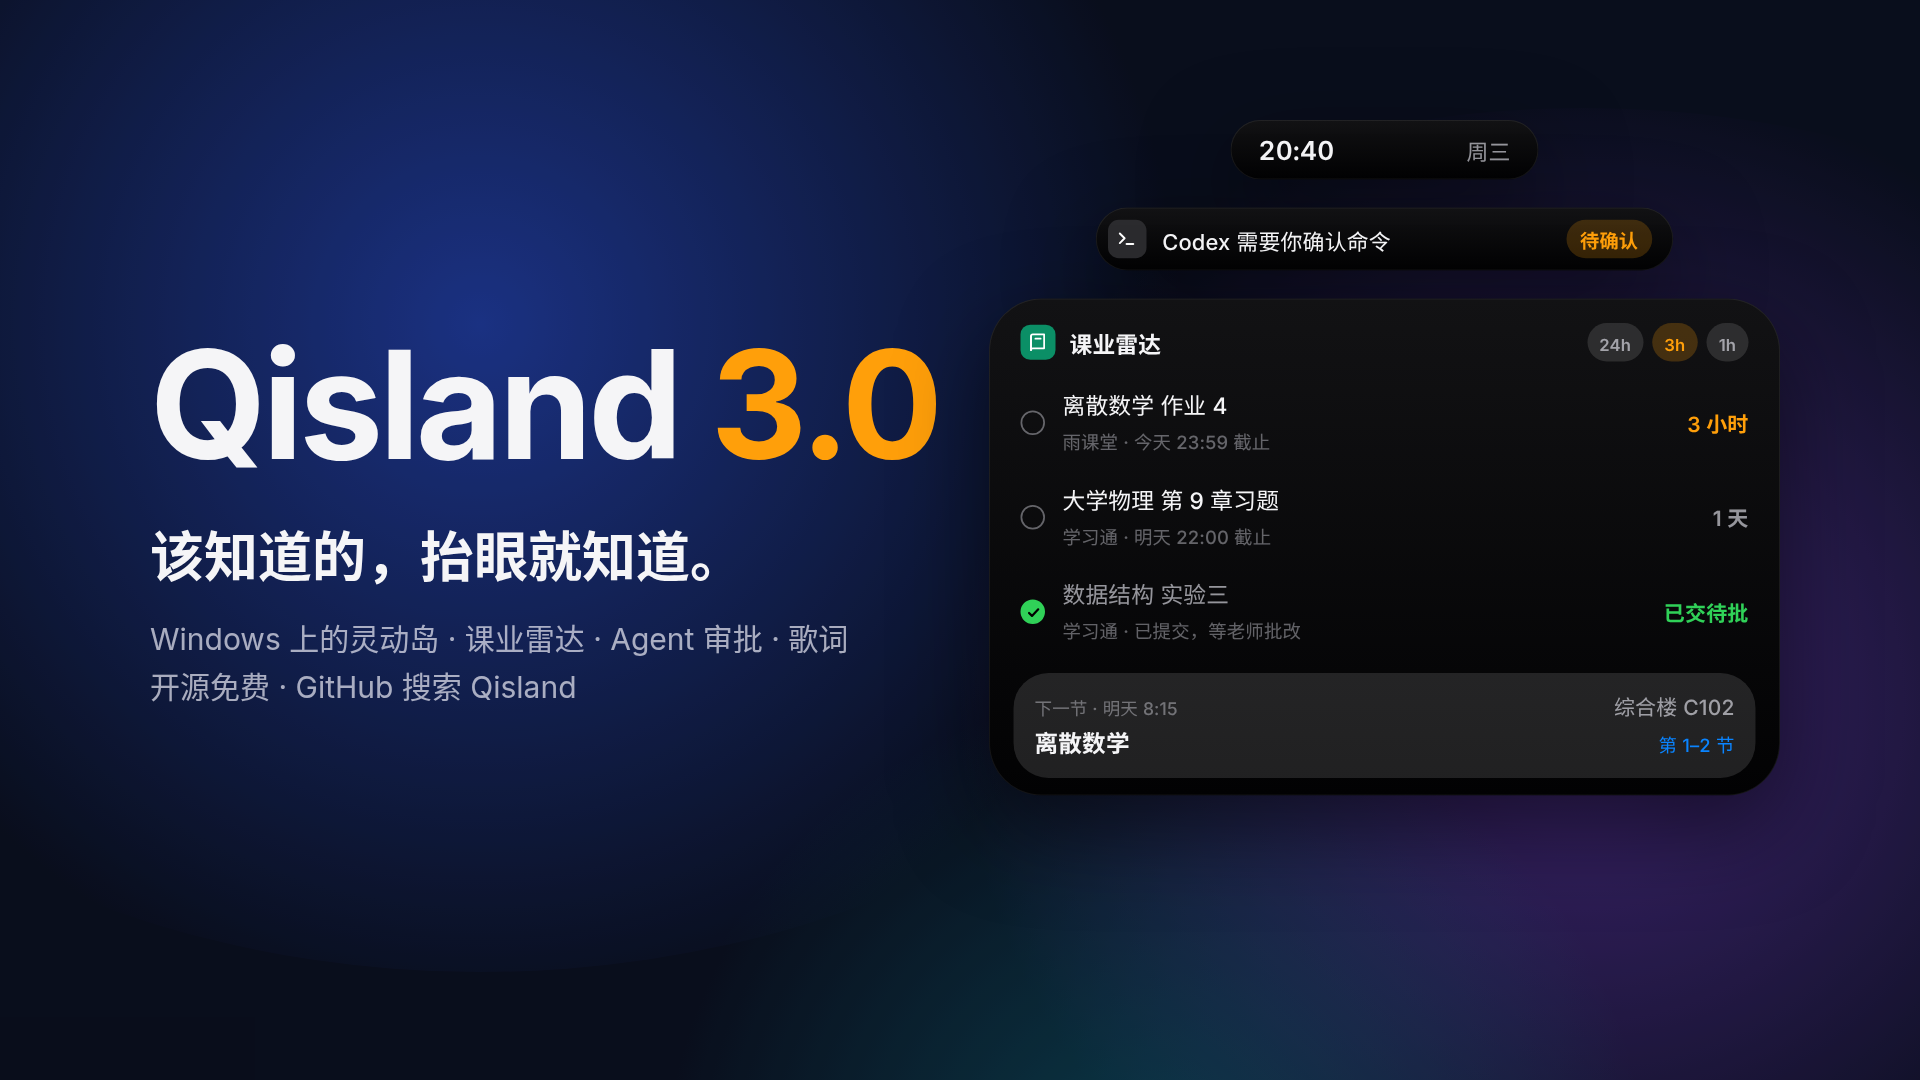 Qisland 3.0
该知道的，抬眼就知道。
Windows 上的灵动岛 · 课业雷达 · Agent 审批 · 歌词
开源免费 · GitHub 搜索 Qisland
20:40 周三
Codex 需要你确认命令 待确认
课业雷达 24h 3h 1h
离散数学 作业 4
雨课堂 · 今天 23:59 截止
3 小时
大学物理 第 9 章习题
学习通 · 明天 22:00 截止
1 天
数据结构 实验三
学习通 · 已提交，等老师批改
已交待批
下一节 · 明天 8:15
离散数学
综合楼 C102
第 1–2 节